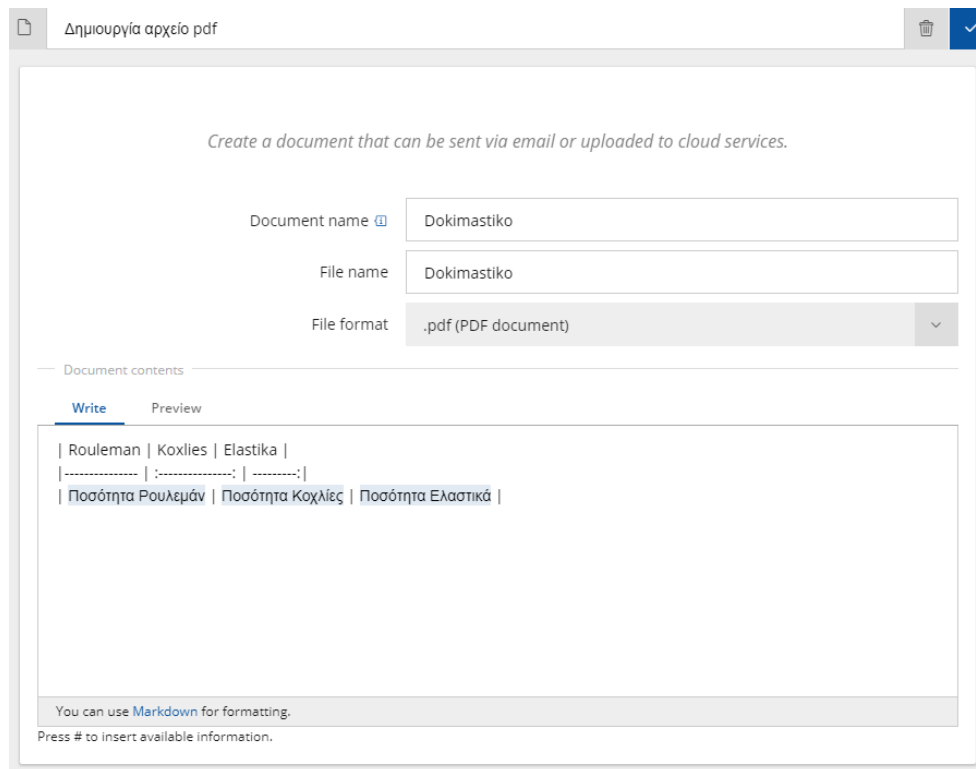 Δημιουργία αρχείο pdf
Create a document that can be sent via email or uploaded to cloud services.
Document name
Dokimastiko
File name
Dokimastiko
File format
.pdf (PDF document)
Document contents
Write Preview
| Rouleman | Koxlies | Elastika |
|--------------- | :---------------: | ---------:|
| Ποσότητα Ρουλεμάν | Ποσότητα Κοχλίες | Ποσότητα Ελαστικά |
You can use Markdown for formatting.
Press # to insert available information.